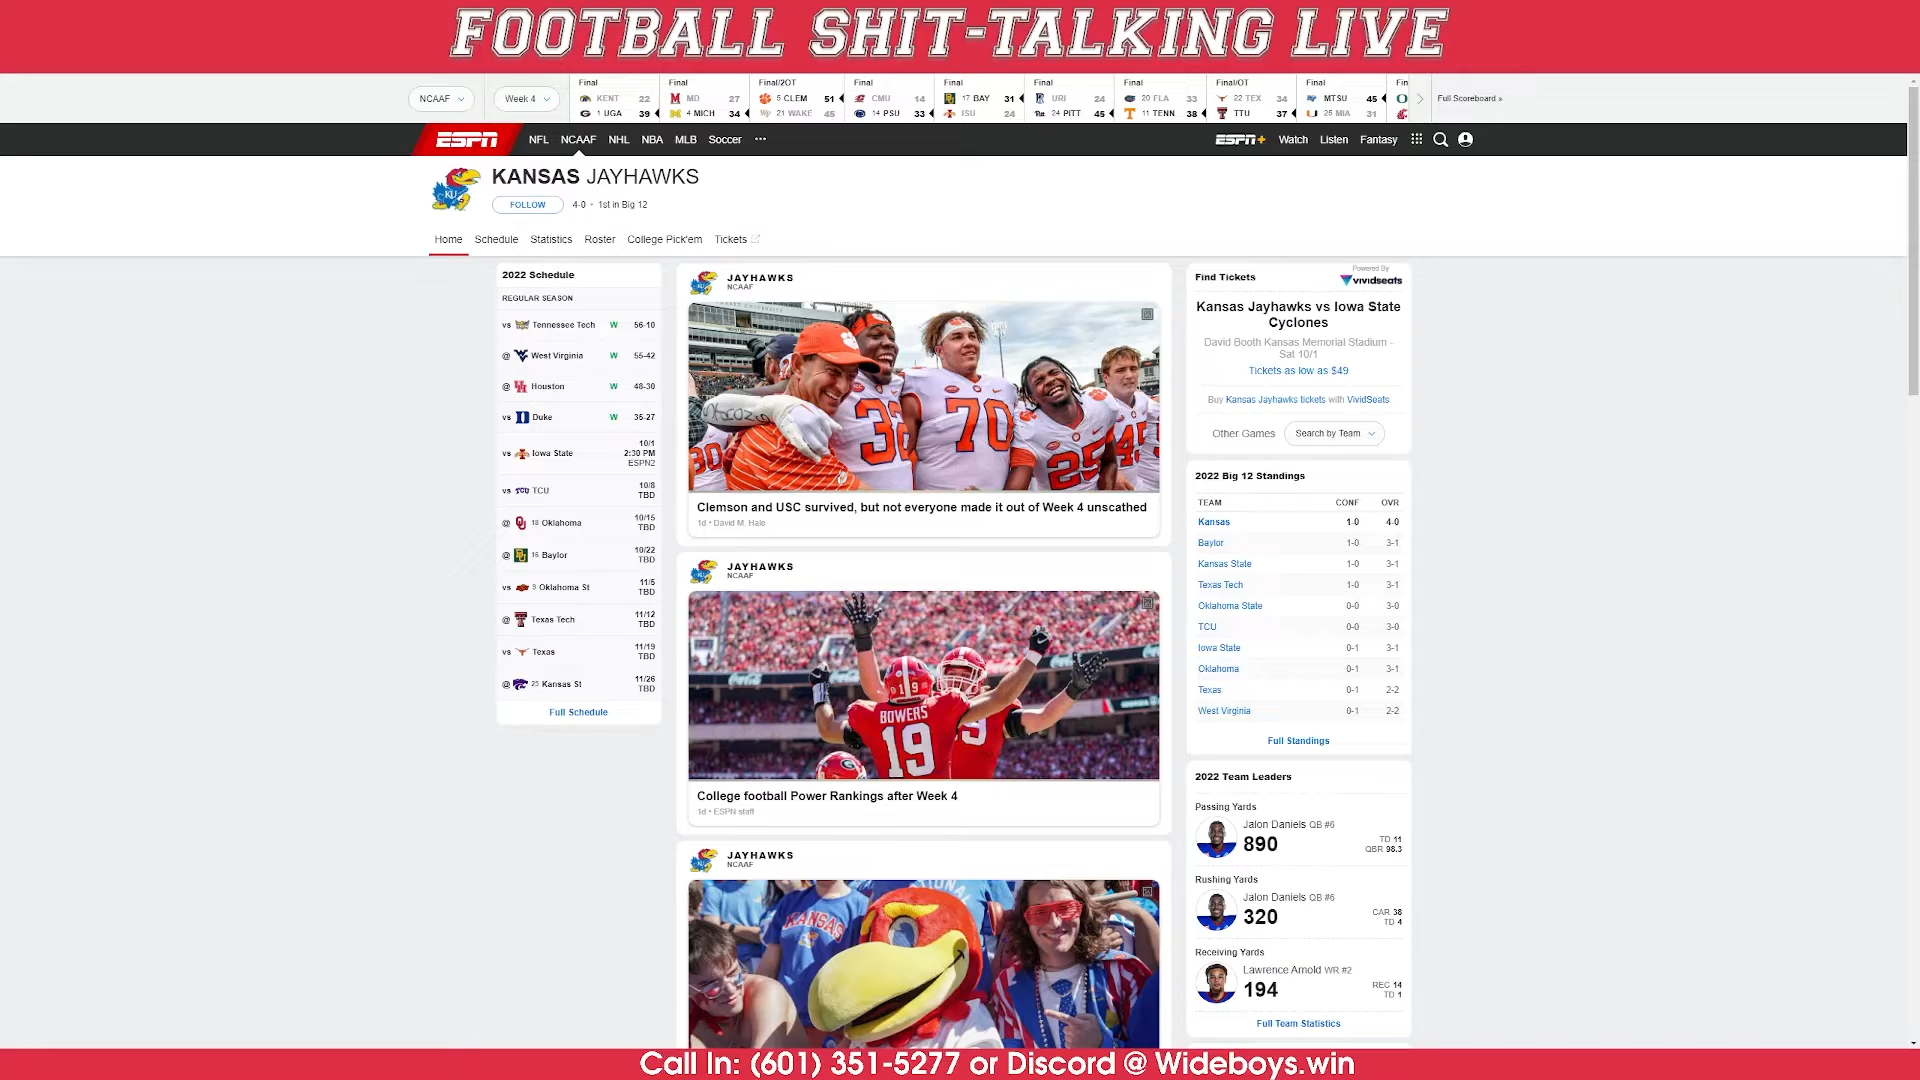 FOOTBALL SHIT-TALKING LIVE
NCAAF
Week 4
Final
KENT 22
1 UGA 39
Final
MD 27
4 MICH 34
Final/2OT
5 CLEM 51
21 WAKE 45
Final
CMU 14
14 PSU 33
Final
17 BAY 31
ISU 24
Final
URI 24
24 PITT 45
Final
20 FLA 33
11 TENN 38
Final/OT
22 TEX 34
TTU 37
Final
MTSU 45
25 MIA 31
Fin
Full Scoreboard »
ESPN NFL NCAAF NHL NBA MLB Soccer ••• ESPN+ Watch Listen Fantasy
KANSAS JAYHAWKS
FOLLOW 4-0 • 1st in Big 12
Home Schedule Statistics Roster College Pick'em Tickets
2022 Schedule
REGULAR SEASON
vs Tennessee Tech W 56-10
@ West Virginia W 55-42
@ Houston W 48-30
vs Duke W 35-27
vs Iowa State 10/1 2:30 PM ESPN2
vs TCU 10/8 TBD
@ 18 Oklahoma 10/15 TBD
@ 16 Baylor 10/22 TBD
vs 9 Oklahoma St 11/5 TBD
@ Texas Tech 11/12 TBD
vs Texas 11/19 TBD
@ 25 Kansas St 11/26 TBD
Full Schedule
JAYHAWKS
NCAAF
32
70
25
45
30
Clemson and USC survived, but not everyone made it out of Week 4 unscathed
1d • David M. Hale
JAYHAWKS
NCAAF
BOWERS
19
College football Power Rankings after Week 4
1d • ESPN staff
JAYHAWKS
NCAAF
KANSAS
Find Tickets
Powered By
vividseats
Kansas Jayhawks vs Iowa State
Cyclones
David Booth Kansas Memorial Stadium -
Sat 10/1
Tickets as low as $49
Buy Kansas Jayhawks tickets with VividSeats
Other Games Search by Team
2022 Big 12 Standings
TEAM CONF OVR
Kansas 1-0 4-0
Baylor 1-0 3-1
Kansas State 1-0 3-1
Texas Tech 1-0 3-1
Oklahoma State 0-0 3-0
TCU 0-0 3-0
Iowa State 0-1 3-1
Oklahoma 0-1 3-1
Texas 0-1 2-2
West Virginia 0-1 2-2
Full Standings
2022 Team Leaders
Passing Yards
Jalon Daniels QB #6
890 TD 11
QBR 98.3
Rushing Yards
Jalon Daniels QB #6
320 CAR 38
TD 4
Receiving Yards
Lawrence Arnold WR #2
194 REC 14
TD 1
Full Team Statistics
Call In: (601) 351-5277 or Discord @ Wideboys.win